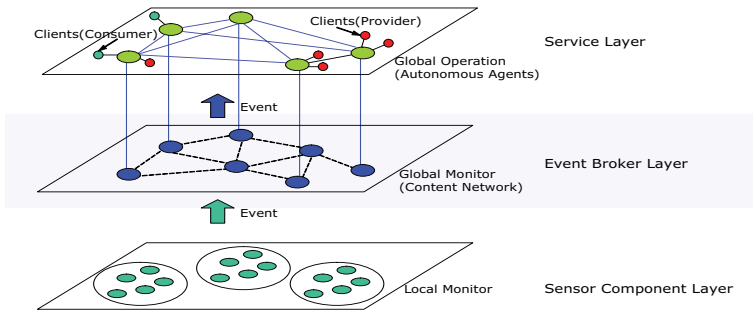 Clients(Provider)
Clients(Consumer)
Service Layer
Global Operation
(Autonomous Agents)
Event
Event Broker Layer
Global Monitor
(Content Network)
Event
Local Monitor
Sensor Component Layer